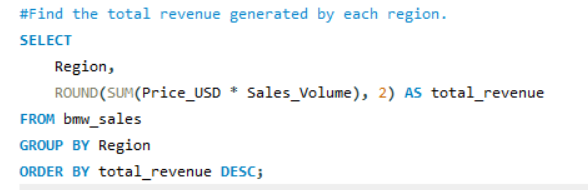 #Find the total revenue generated by each region.
SELECT
    Region,
    ROUND(SUM(Price_USD * Sales_Volume), 2) AS total_revenue
FROM bmw_sales
GROUP BY Region
ORDER BY total_revenue DESC;